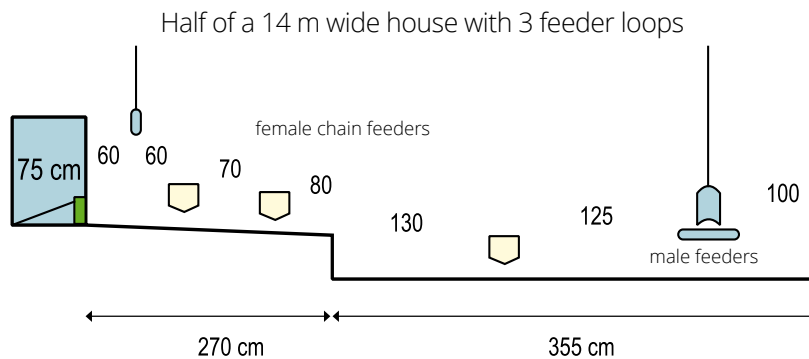 Half of a 14 m wide house with 3 feeder loops
female chain feeders
75 cm
60
60
70
80
130
125
100
male feeders
270 cm
355 cm